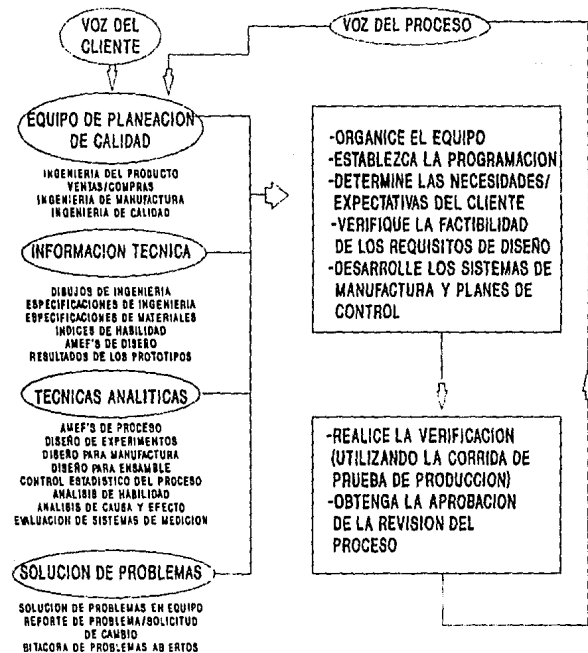 VOZ DEL
CLIENTE
VOZ DEL PROCESO
EQUIPO DE PLANEACION
DE CALIDAD
INGENIERIA DEL PRODUCTO
VENTAS/COMPRAS
INGENIERIA DE MANUFACTURA
INGENIERIA DE CALIDAD
INFORMACION TECNICA
DIBUJOS DE INGENIERIA
ESPECIFICACIONES DE INGENIERIA
ESPECIFICACIONES DE MATERIALES
INDICES DE HABILIDAD
AMEF'S DE DISEÑO
RESULTADOS DE LOS PROTOTIPOS
TECNICAS ANALITICAS
AMEF'S DE PROCESO
DISEÑO DE EXPERIMENTOS
DISEÑO PARA MANUFACTURA
DISEÑO PARA ENSAMBLE
CONTROL ESTADISTICO DEL PROCESO
ANALISIS DE HABILIDAD
ANALISIS DE CAUSA Y EFECTO
EVALUACION DE SISTEMAS DE MEDICION
SOLUCION DE PROBLEMAS
SOLUCION DE PROBLEMAS EN EQUIPO
REPORTE DE PROBLEMA/SOLICITUD
DE CAMBIO
BITACORA DE PROBLEMAS ABIERTOS
-ORGANICE EL EQUIPO
-ESTABLEZCA LA PROGRAMACION
-DETERMINE LAS NECESIDADES/
EXPECTATIVAS DEL CLIENTE
-VERIFIQUE LA FACTIBILIDAD
DE LOS REQUISITOS DE DISEÑO
-DESARROLLE LOS SISTEMAS DE
MANUFACTURA Y PLANES DE
CONTROL
-REALICE LA VERIFICACION
(UTILIZANDO LA CORRIDA DE
PRUEBA DE PRODUCCION)
-OBTENGA LA APROBACION
DE LA REVISION DEL
PROCESO